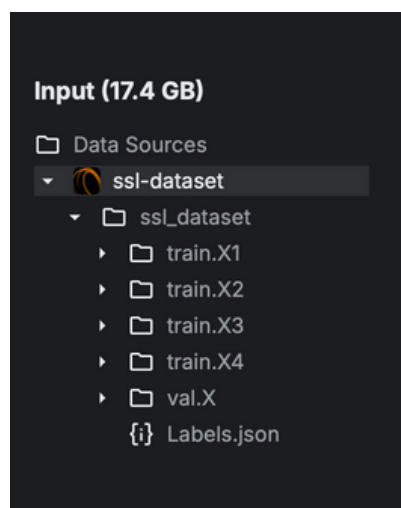 Input (17.4 GB)
Data Sources
ssl-dataset
ssl_dataset
train.X1
train.X2
train.X3
train.X4
val.X
{i} Labels.json